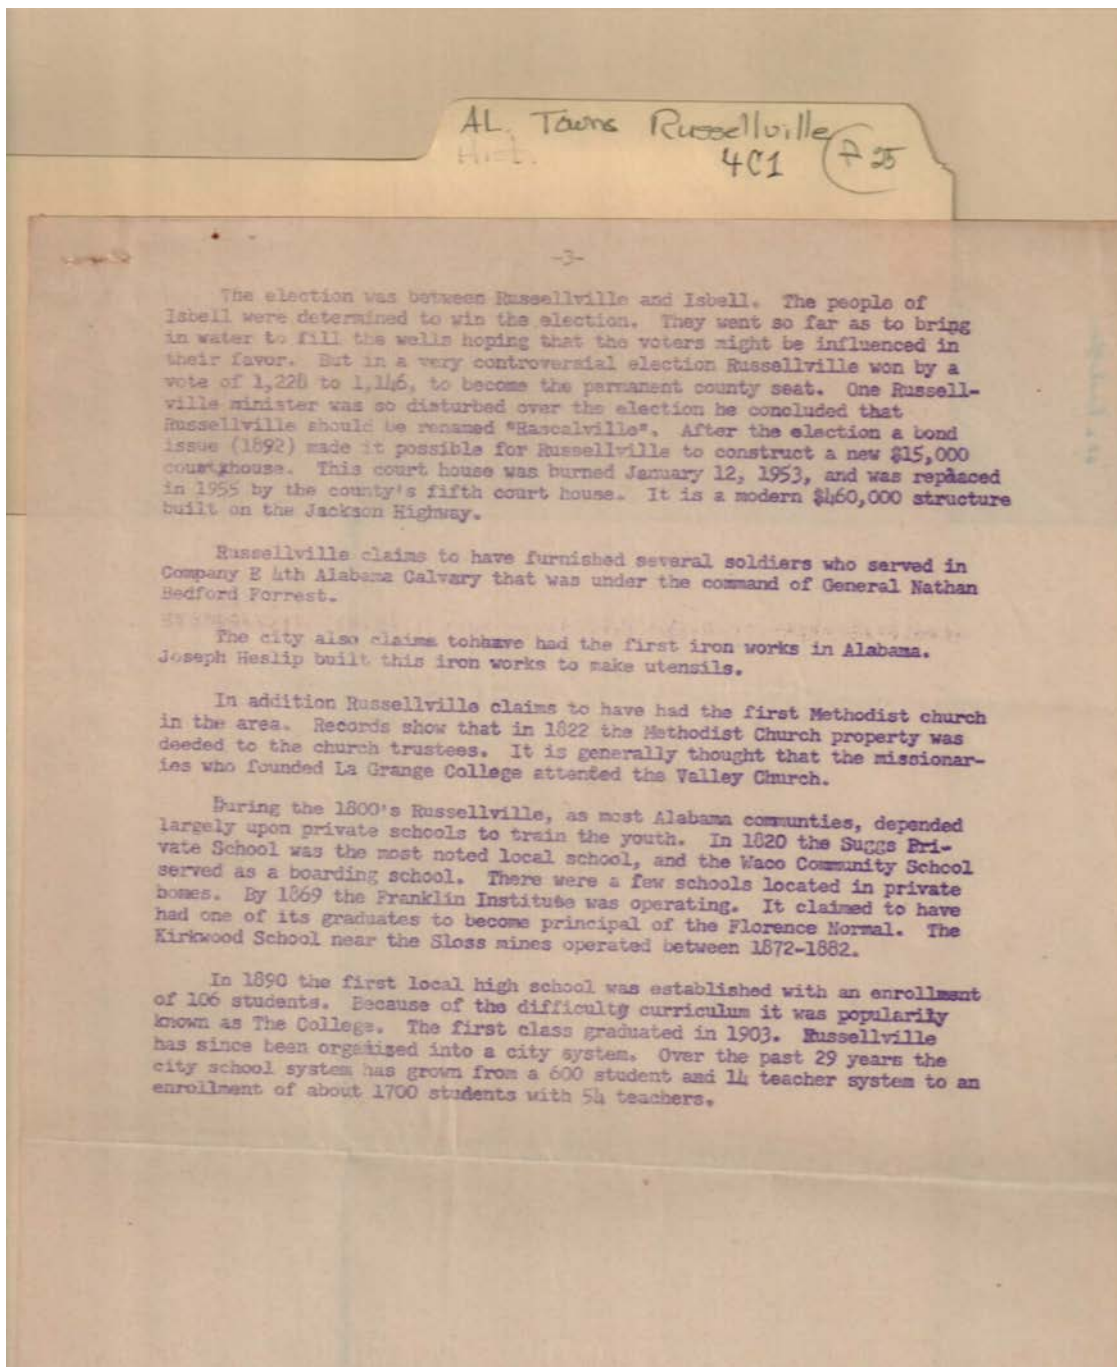 AL. Towns Russellville
Hist.
4C1
P 25
-3-
The election was between Russellville and Isbell. The people of
Isbell were determined to win the election. They went so far as to bring
in water to fill the wells hoping that the voters might be influenced in
their favor. But in a very controversial election Russellville won by a
vote of 1,228 to 1,146, to become the permanent county seat. One Russell-
ville minister was so disturbed over the election he concluded that
Russellville should be renamed "Rascalville". After the election a bond
issue (1892) made it possible for Russellville to construct a new $15,000
courtxhouse. This court house was burned January 12, 1953, and was replaced
in 1955 by the county's fifth court house. It is a modern $460,000 structure
built on the Jackson Highway.
Russellville claims to have furnished several soldiers who served in
Company E 4th Alabama Calvary that was under the command of General Nathan
Bedford Forrest.
The city also claims tohhave had the first iron works in Alabama.
Joseph Heslip built this iron works to make utensils.
In addition Russellville claims to have had the first Methodist church
in the area. Records show that in 1822 the Methodist Church property was
deeded to the church trustees. It is generally thought that the missionar-
ies who founded La Grange College attented the Valley Church.
During the 1800's Russellville, as most Alabama communties, depended
largely upon private schools to train the youth. In 1820 the Suggs Pri-
vate School was the most noted local school, and the Waco Community School
served as a boarding school. There were a few schools located in private
homes. By 1869 the Franklin Institute was operating. It claimed to have
had one of its graduates to become principal of the Florence Normal. The
Kirkwood School near the Sloss mines operated between 1872-1882.
In 1890 the first local high school was established with an enrollment
of 106 students. Because of the difficulty curriculum it was popularily
known as The College. The first class graduated in 1903. Russellville
has since been organized into a city system. Over the past 29 years the
city school system has grown from a 600 student and 14 teacher system to an
enrollment of about 1700 students with 54 teachers.